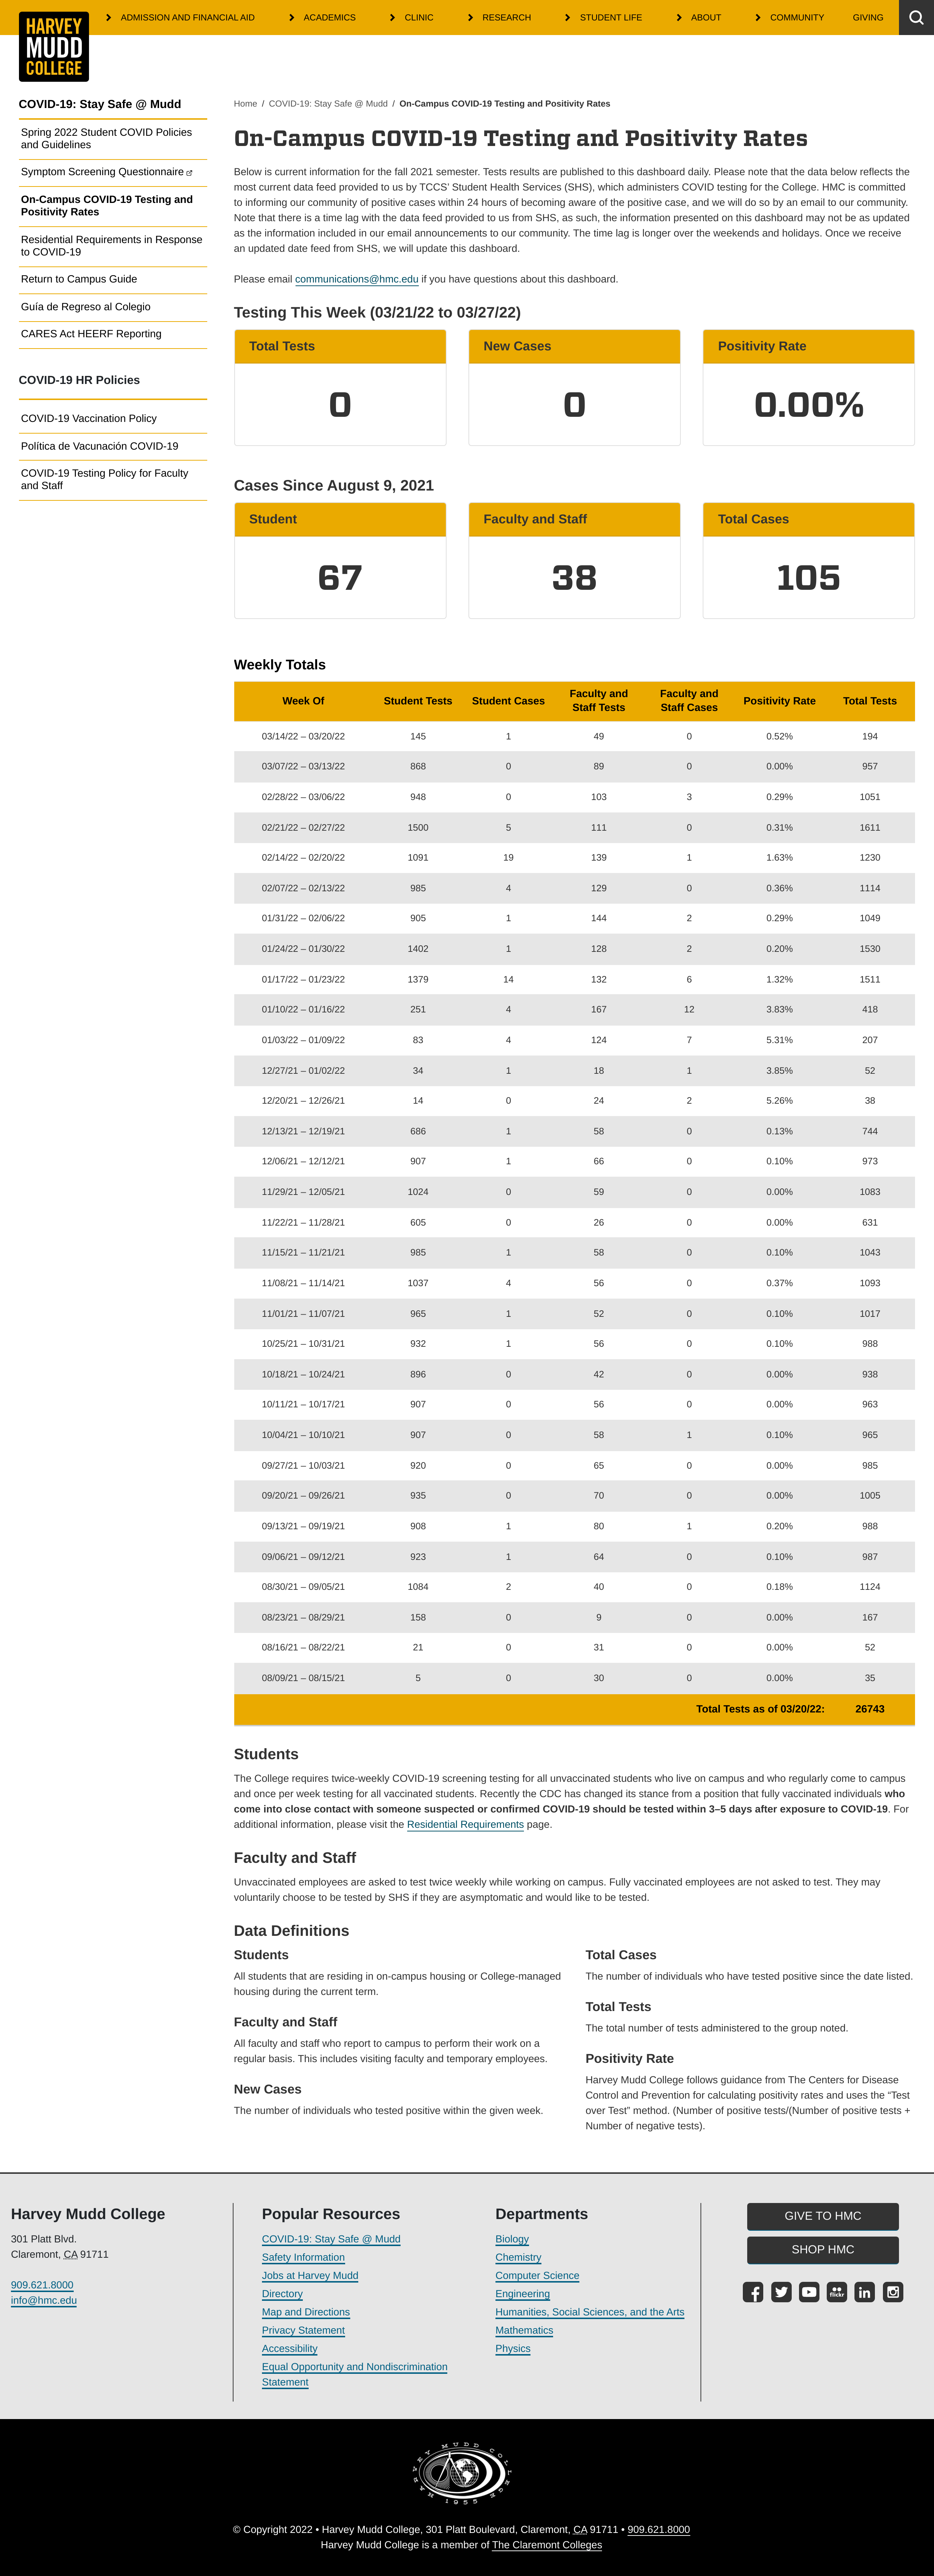 ADMISSION AND FINANCIAL AID
ACADEMICS
CLINIC
RESEARCH
STUDENT LIFE
ABOUT
COMMUNITY
GIVING
HARVEY
MUDD
COLLEGE
COVID-19: Stay Safe @ Mudd
Spring 2022 Student COVID Policies
and Guidelines
Symptom Screening Questionnaire
On-Campus COVID-19 Testing and
Positivity Rates
Residential Requirements in Response
to COVID-19
Return to Campus Guide
Guía de Regreso al Colegio
CARES Act HEERF Reporting
COVID-19 HR Policies
COVID-19 Vaccination Policy
Política de Vacunación COVID-19
COVID-19 Testing Policy for Faculty
and Staff
Home / COVID-19: Stay Safe @ Mudd / On-Campus COVID-19 Testing and Positivity Rates
On-Campus COVID-19 Testing and Positivity Rates
Below is current information for the fall 2021 semester. Tests results are published to this dashboard daily. Please note that the data below reflects the
most current data feed provided to us by TCCS' Student Health Services (SHS), which administers COVID testing for the College. HMC is committed
to informing our community of positive cases within 24 hours of becoming aware of the positive case, and we will do so by an email to our community.
Note that there is a time lag with the data feed provided to us from SHS, as such, the information presented on this dashboard may not be as updated
as the information included in our email announcements to our community. The time lag is longer over the weekends and holidays. Once we receive
an updated date feed from SHS, we will update this dashboard.
Please email communications@hmc.edu if you have questions about this dashboard.
Testing This Week (03/21/22 to 03/27/22)
Total Tests
0
New Cases
0
Positivity Rate
0.00%
Cases Since August 9, 2021
Student
67
Faculty and Staff
38
Total Cases
105
Weekly Totals
Week Of Student Tests Student Cases Faculty and Staff Tests Faculty and Staff Cases Positivity Rate Total Tests
03/14/22 – 03/20/22 145 1 49 0 0.52% 194
03/07/22 – 03/13/22 868 0 89 0 0.00% 957
02/28/22 – 03/06/22 948 0 103 3 0.29% 1051
02/21/22 – 02/27/22 1500 5 111 0 0.31% 1611
02/14/22 – 02/20/22 1091 19 139 1 1.63% 1230
02/07/22 – 02/13/22 985 4 129 0 0.36% 1114
01/31/22 – 02/06/22 905 1 144 2 0.29% 1049
01/24/22 – 01/30/22 1402 1 128 2 0.20% 1530
01/17/22 – 01/23/22 1379 14 132 6 1.32% 1511
01/10/22 – 01/16/22 251 4 167 12 3.83% 418
01/03/22 – 01/09/22 83 4 124 7 5.31% 207
12/27/21 – 01/02/22 34 1 18 1 3.85% 52
12/20/21 – 12/26/21 14 0 24 2 5.26% 38
12/13/21 – 12/19/21 686 1 58 0 0.13% 744
12/06/21 – 12/12/21 907 1 66 0 0.10% 973
11/29/21 – 12/05/21 1024 0 59 0 0.00% 1083
11/22/21 – 11/28/21 605 0 26 0 0.00% 631
11/15/21 – 11/21/21 985 1 58 0 0.10% 1043
11/08/21 – 11/14/21 1037 4 56 0 0.37% 1093
11/01/21 – 11/07/21 965 1 52 0 0.10% 1017
10/25/21 – 10/31/21 932 1 56 0 0.10% 988
10/18/21 – 10/24/21 896 0 42 0 0.00% 938
10/11/21 – 10/17/21 907 0 56 0 0.00% 963
10/04/21 – 10/10/21 907 0 58 1 0.10% 965
09/27/21 – 10/03/21 920 0 65 0 0.00% 985
09/20/21 – 09/26/21 935 0 70 0 0.00% 1005
09/13/21 – 09/19/21 908 1 80 1 0.20% 988
09/06/21 – 09/12/21 923 1 64 0 0.10% 987
08/30/21 – 09/05/21 1084 2 40 0 0.18% 1124
08/23/21 – 08/29/21 158 0 9 0 0.00% 167
08/16/21 – 08/22/21 21 0 31 0 0.00% 52
08/09/21 – 08/15/21 5 0 30 0 0.00% 35
Total Tests as of 03/20/22: 26743
Students
The College requires twice-weekly COVID-19 screening testing for all unvaccinated students who live on campus and who regularly come to campus
and once per week testing for all vaccinated students. Recently the CDC has changed its stance from a position that fully vaccinated individuals who
come into close contact with someone suspected or confirmed COVID-19 should be tested within 3–5 days after exposure to COVID-19. For
additional information, please visit the Residential Requirements page.
Faculty and Staff
Unvaccinated employees are asked to test twice weekly while working on campus. Fully vaccinated employees are not asked to test. They may
voluntarily choose to be tested by SHS if they are asymptomatic and would like to be tested.
Data Definitions
Students
All students that are residing in on-campus housing or College-managed
housing during the current term.
Faculty and Staff
All faculty and staff who report to campus to perform their work on a
regular basis. This includes visiting faculty and temporary employees.
New Cases
The number of individuals who tested positive within the given week.
Total Cases
The number of individuals who have tested positive since the date listed.
Total Tests
The total number of tests administered to the group noted.
Positivity Rate
Harvey Mudd College follows guidance from The Centers for Disease
Control and Prevention for calculating positivity rates and uses the “Test
over Test” method. (Number of positive tests/(Number of positive tests +
Number of negative tests).
Harvey Mudd College
301 Platt Blvd.
Claremont, CA 91711
909.621.8000
info@hmc.edu
Popular Resources
COVID-19: Stay Safe @ Mudd
Safety Information
Jobs at Harvey Mudd
Directory
Map and Directions
Privacy Statement
Accessibility
Equal Opportunity and Nondiscrimination
Statement
Departments
Biology
Chemistry
Computer Science
Engineering
Humanities, Social Sciences, and the Arts
Mathematics
Physics
GIVE TO HMC
SHOP HMC
flickr
HARVEY MUDD COLLEGE
1955
© Copyright 2022 • Harvey Mudd College, 301 Platt Boulevard, Claremont, CA 91711 • 909.621.8000
Harvey Mudd College is a member of The Claremont Colleges